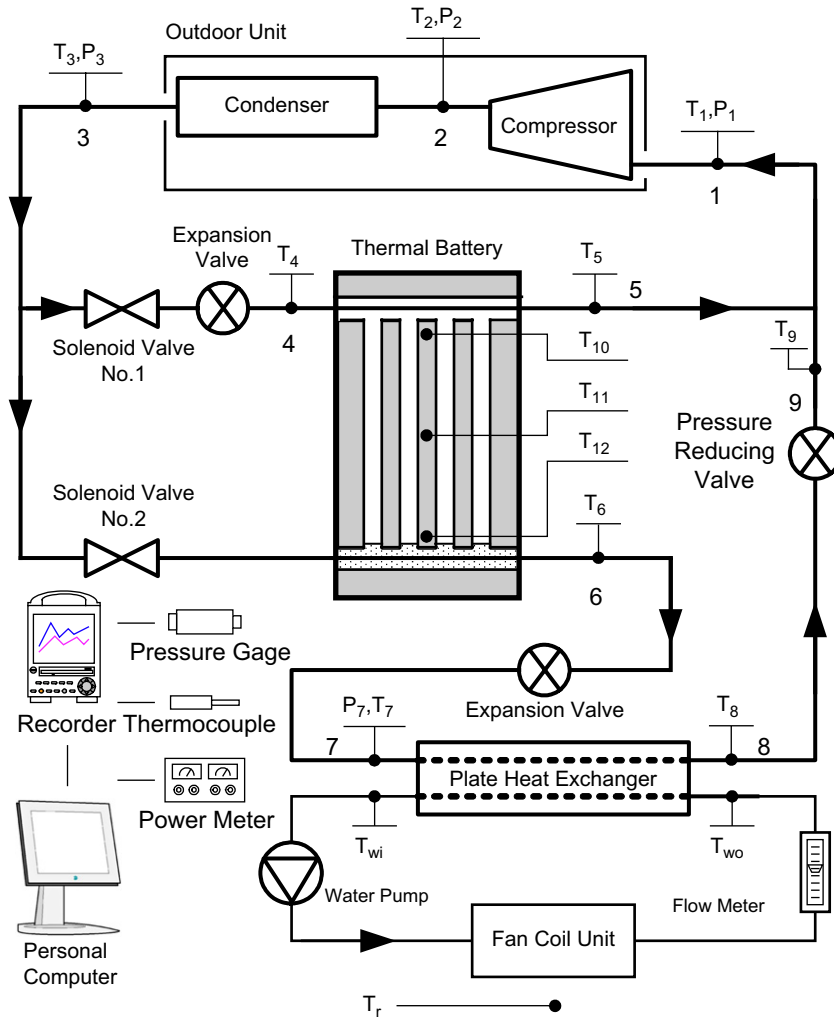 T2,P2
Outdoor Unit
T3,P3
Condenser
Compressor
T1,P1
3
2
1
Expansion
Valve
T4
Thermal Battery
T5
5
4
Solenoid Valve
No.1
T10
T9
9
T11
Pressure
Reducing
Valve
T12
Solenoid Valve
No.2
T6
6
Pressure Gage
Recorder Thermocouple
Expansion Valve
P7,T7
T8
7
8
Plate Heat Exchanger
Power Meter
Twi
Two
Water Pump
Flow Meter
Fan Coil Unit
Personal
Computer
Tr